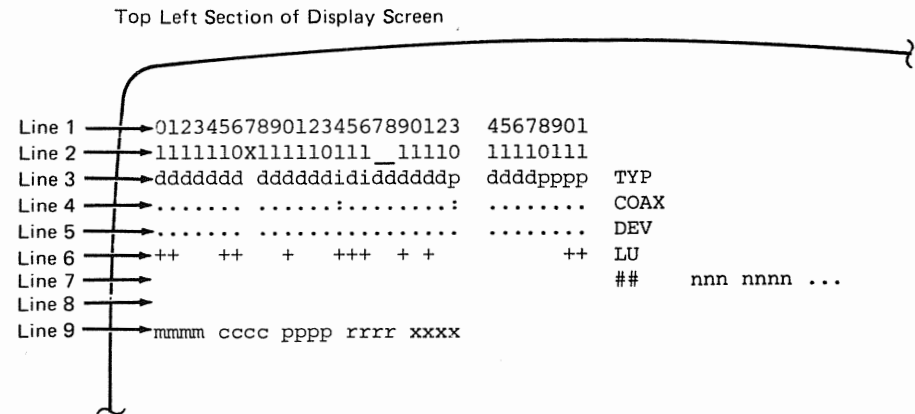 Top Left Section of Display Screen
Line 1 012345678901234567890123  45678901
Line 2 1111110X111110111__11110  11110111
Line 3 ddddddd ddddddididdddddp  ddddpppp  TYP
Line 4 ....... ......:........:  ........  COAX
Line 5 ....... ................  ........  DEV
Line 6 ++   ++   +   +++  + +          ++  LU
Line 7 ##    nnn nnnn ...
Line 8
Line 9 mmmm cccc pppp rrrr xxxx